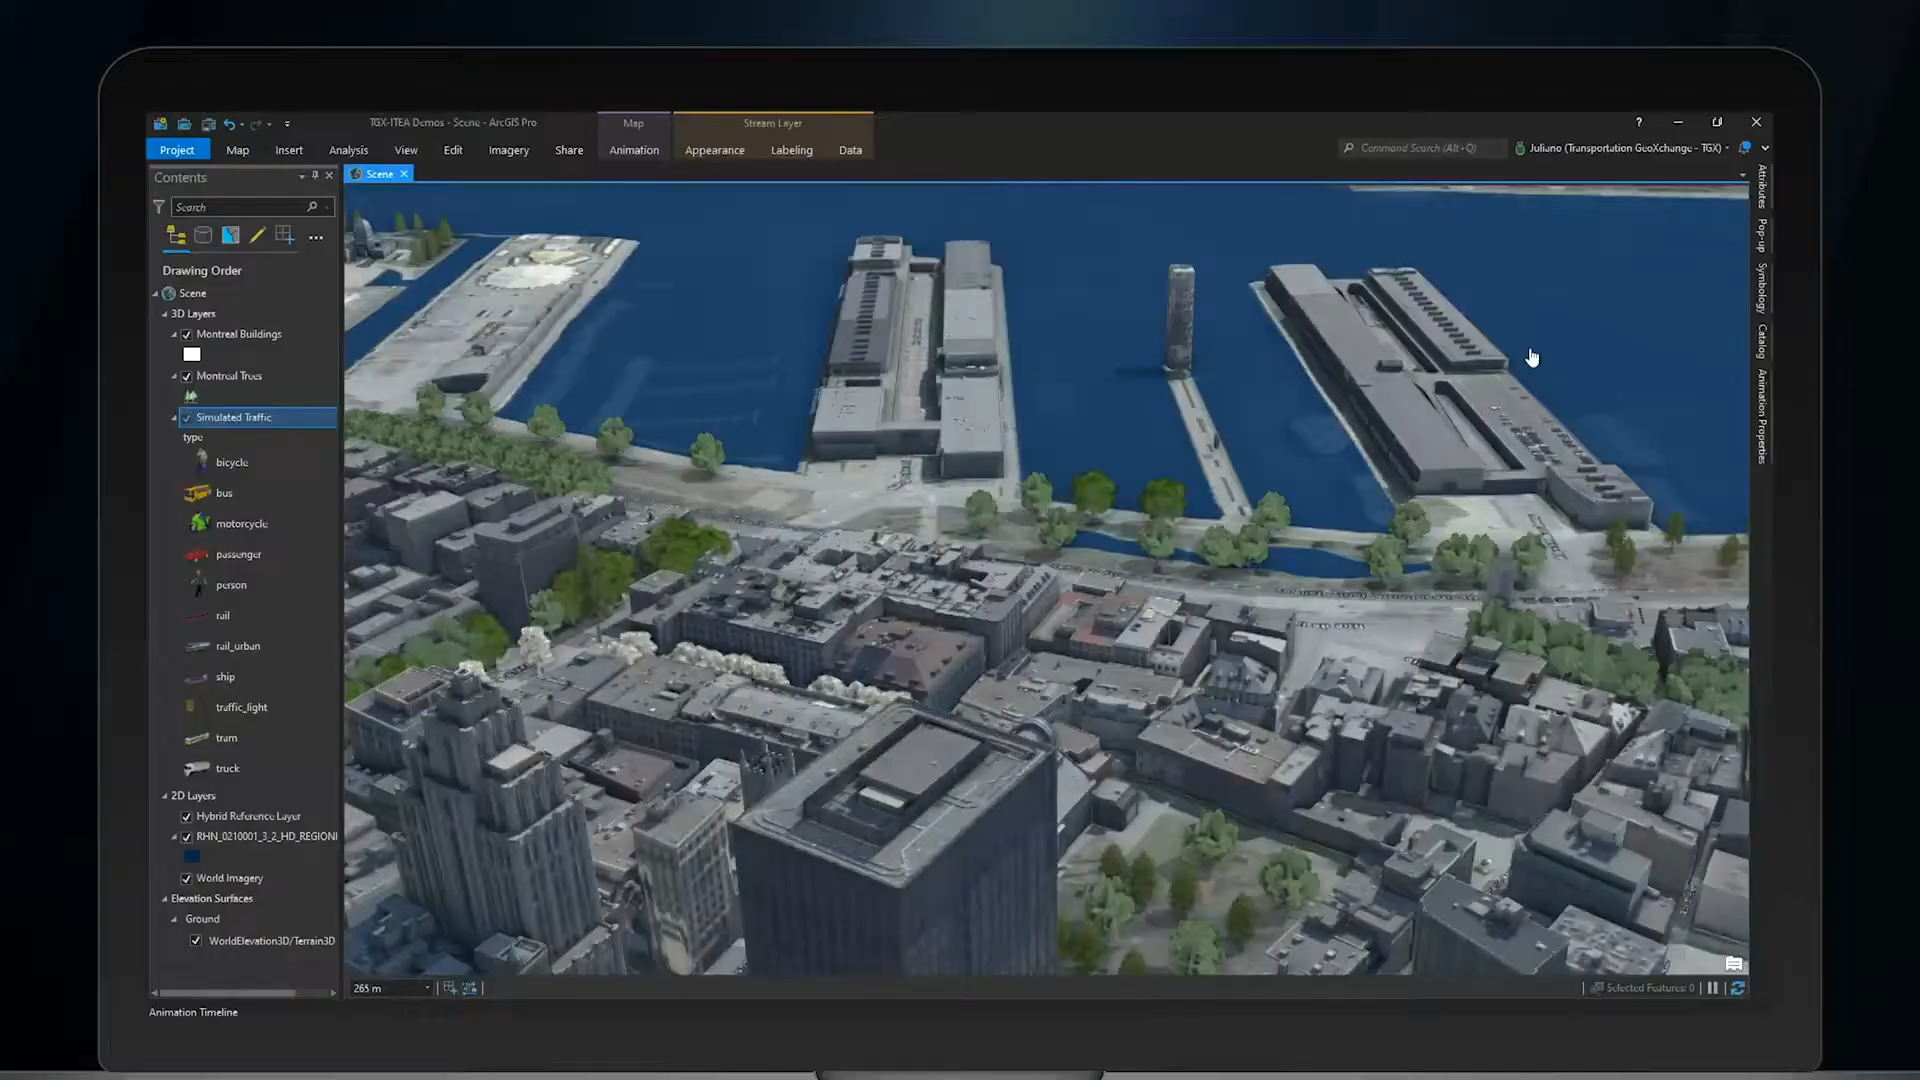 TGX-ITEA Demos - Scene - ArcGIS Pro
Map
Stream Layer
?
Project
Map
Insert
Analysis
View
Edit
Imagery
Share
Animation
Appearance
Labeling
Data
Command Search (Alt+Q)
Juliano (Transportation GeoXchange - TGX)
Contents
Scene
Search
Drawing Order
Scene
3D Layers
Montreal Buildings
Montreal Trees
Simulated Traffic
type
bicycle
bus
motorcycle
passenger
person
rail
rail_urban
ship
traffic_light
tram
truck
2D Layers
Hybrid Reference Layer
RHN_0210001_3_2_HD_REGIONI
World Imagery
Elevation Surfaces
Ground
WorldElevation3D/Terrain3D
Attributes
Pop-up
Symbology
Catalog
Animation Properties
265 m
Selected Features: 0
Animation Timeline